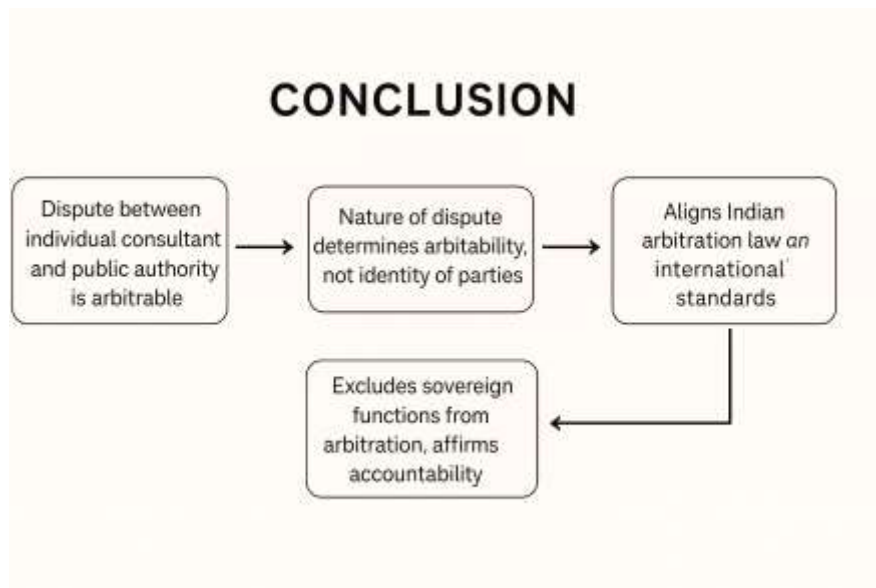 CONCLUSION
Dispute between
individual consultant
and public authority
is arbitrable
Nature of dispute
determines arbitability,
not identity of parties
Aligns Indian
arbitration law an
international'
standards
Excludes sovereign
functions from
arbitration, affirms
accountability